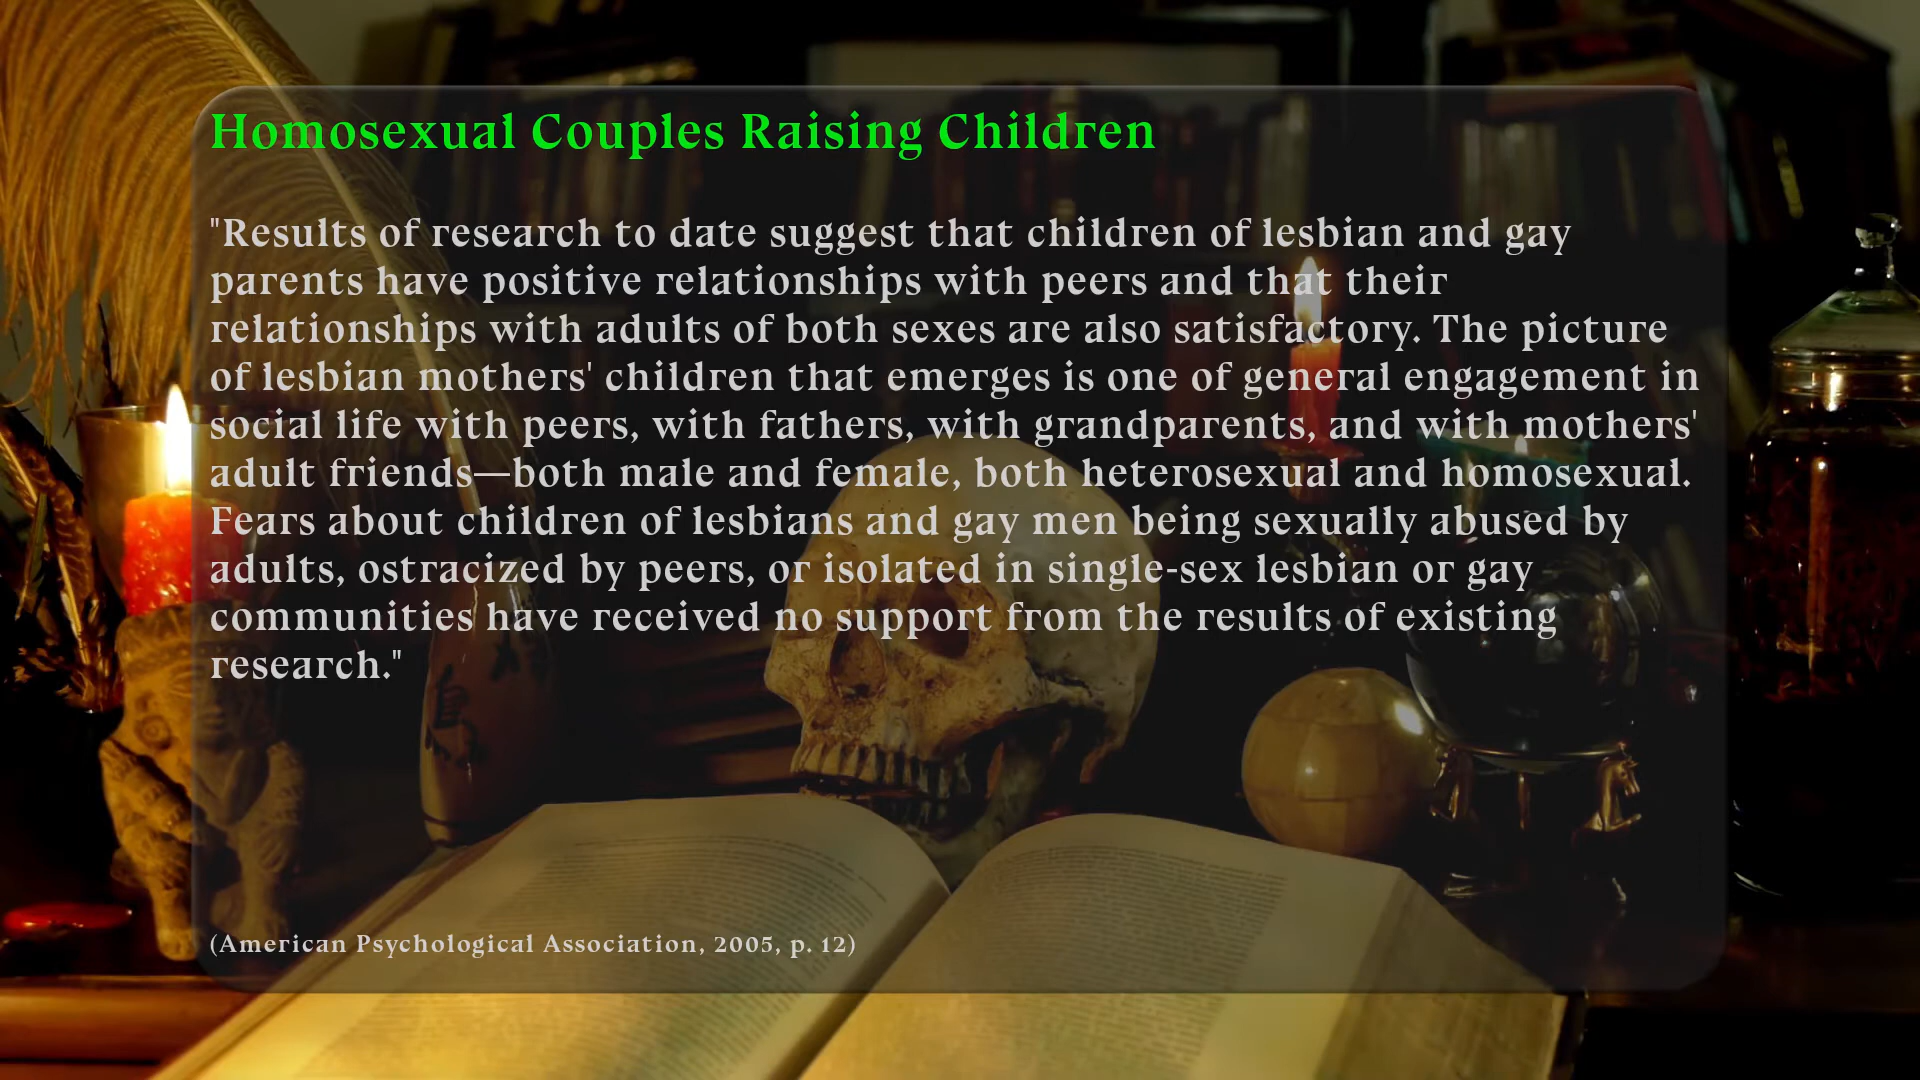 Homosexual Couples Raising Children
"Results of research to date suggest that children of lesbian and gay
parents have positive relationships with peers and that their
relationships with adults of both sexes are also satisfactory. The picture
of lesbian mothers' children that emerges is one of general engagement in
social life with peers, with fathers, with grandparents, and with mothers'
adult friends—both male and female, both heterosexual and homosexual.
Fears about children of lesbians and gay men being sexually abused by
adults, ostracized by peers, or isolated in single-sex lesbian or gay
communities have received no support from the results of existing
research."
(American Psychological Association, 2005, p. 12)